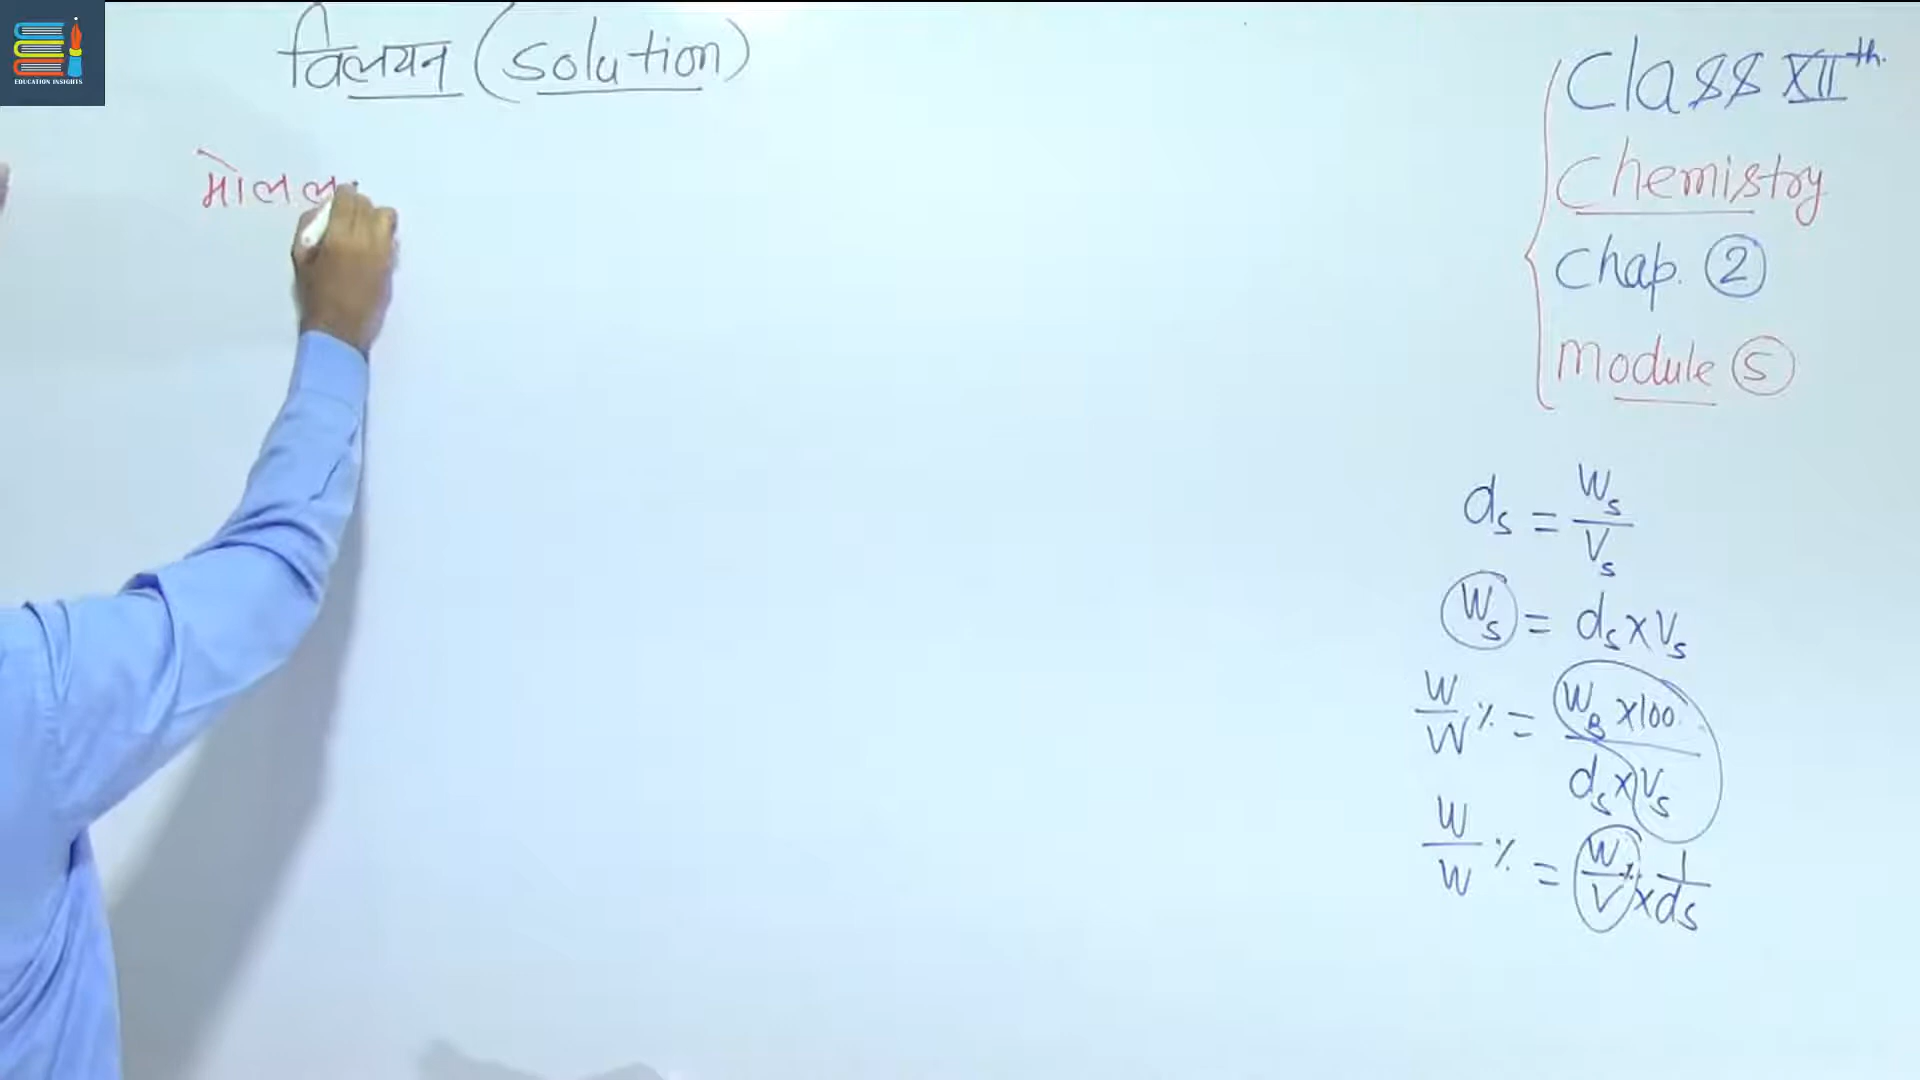 EDUCATION INSIGHTS
विलयन (Solution)
Class XIIth.
Chemistry
Chap. 2
Module 5
ds = Ws / Vs
Ws = ds x Vs
W/W % = WB x 100 / ds x Vs
W/W % = W/V % x 1/ds